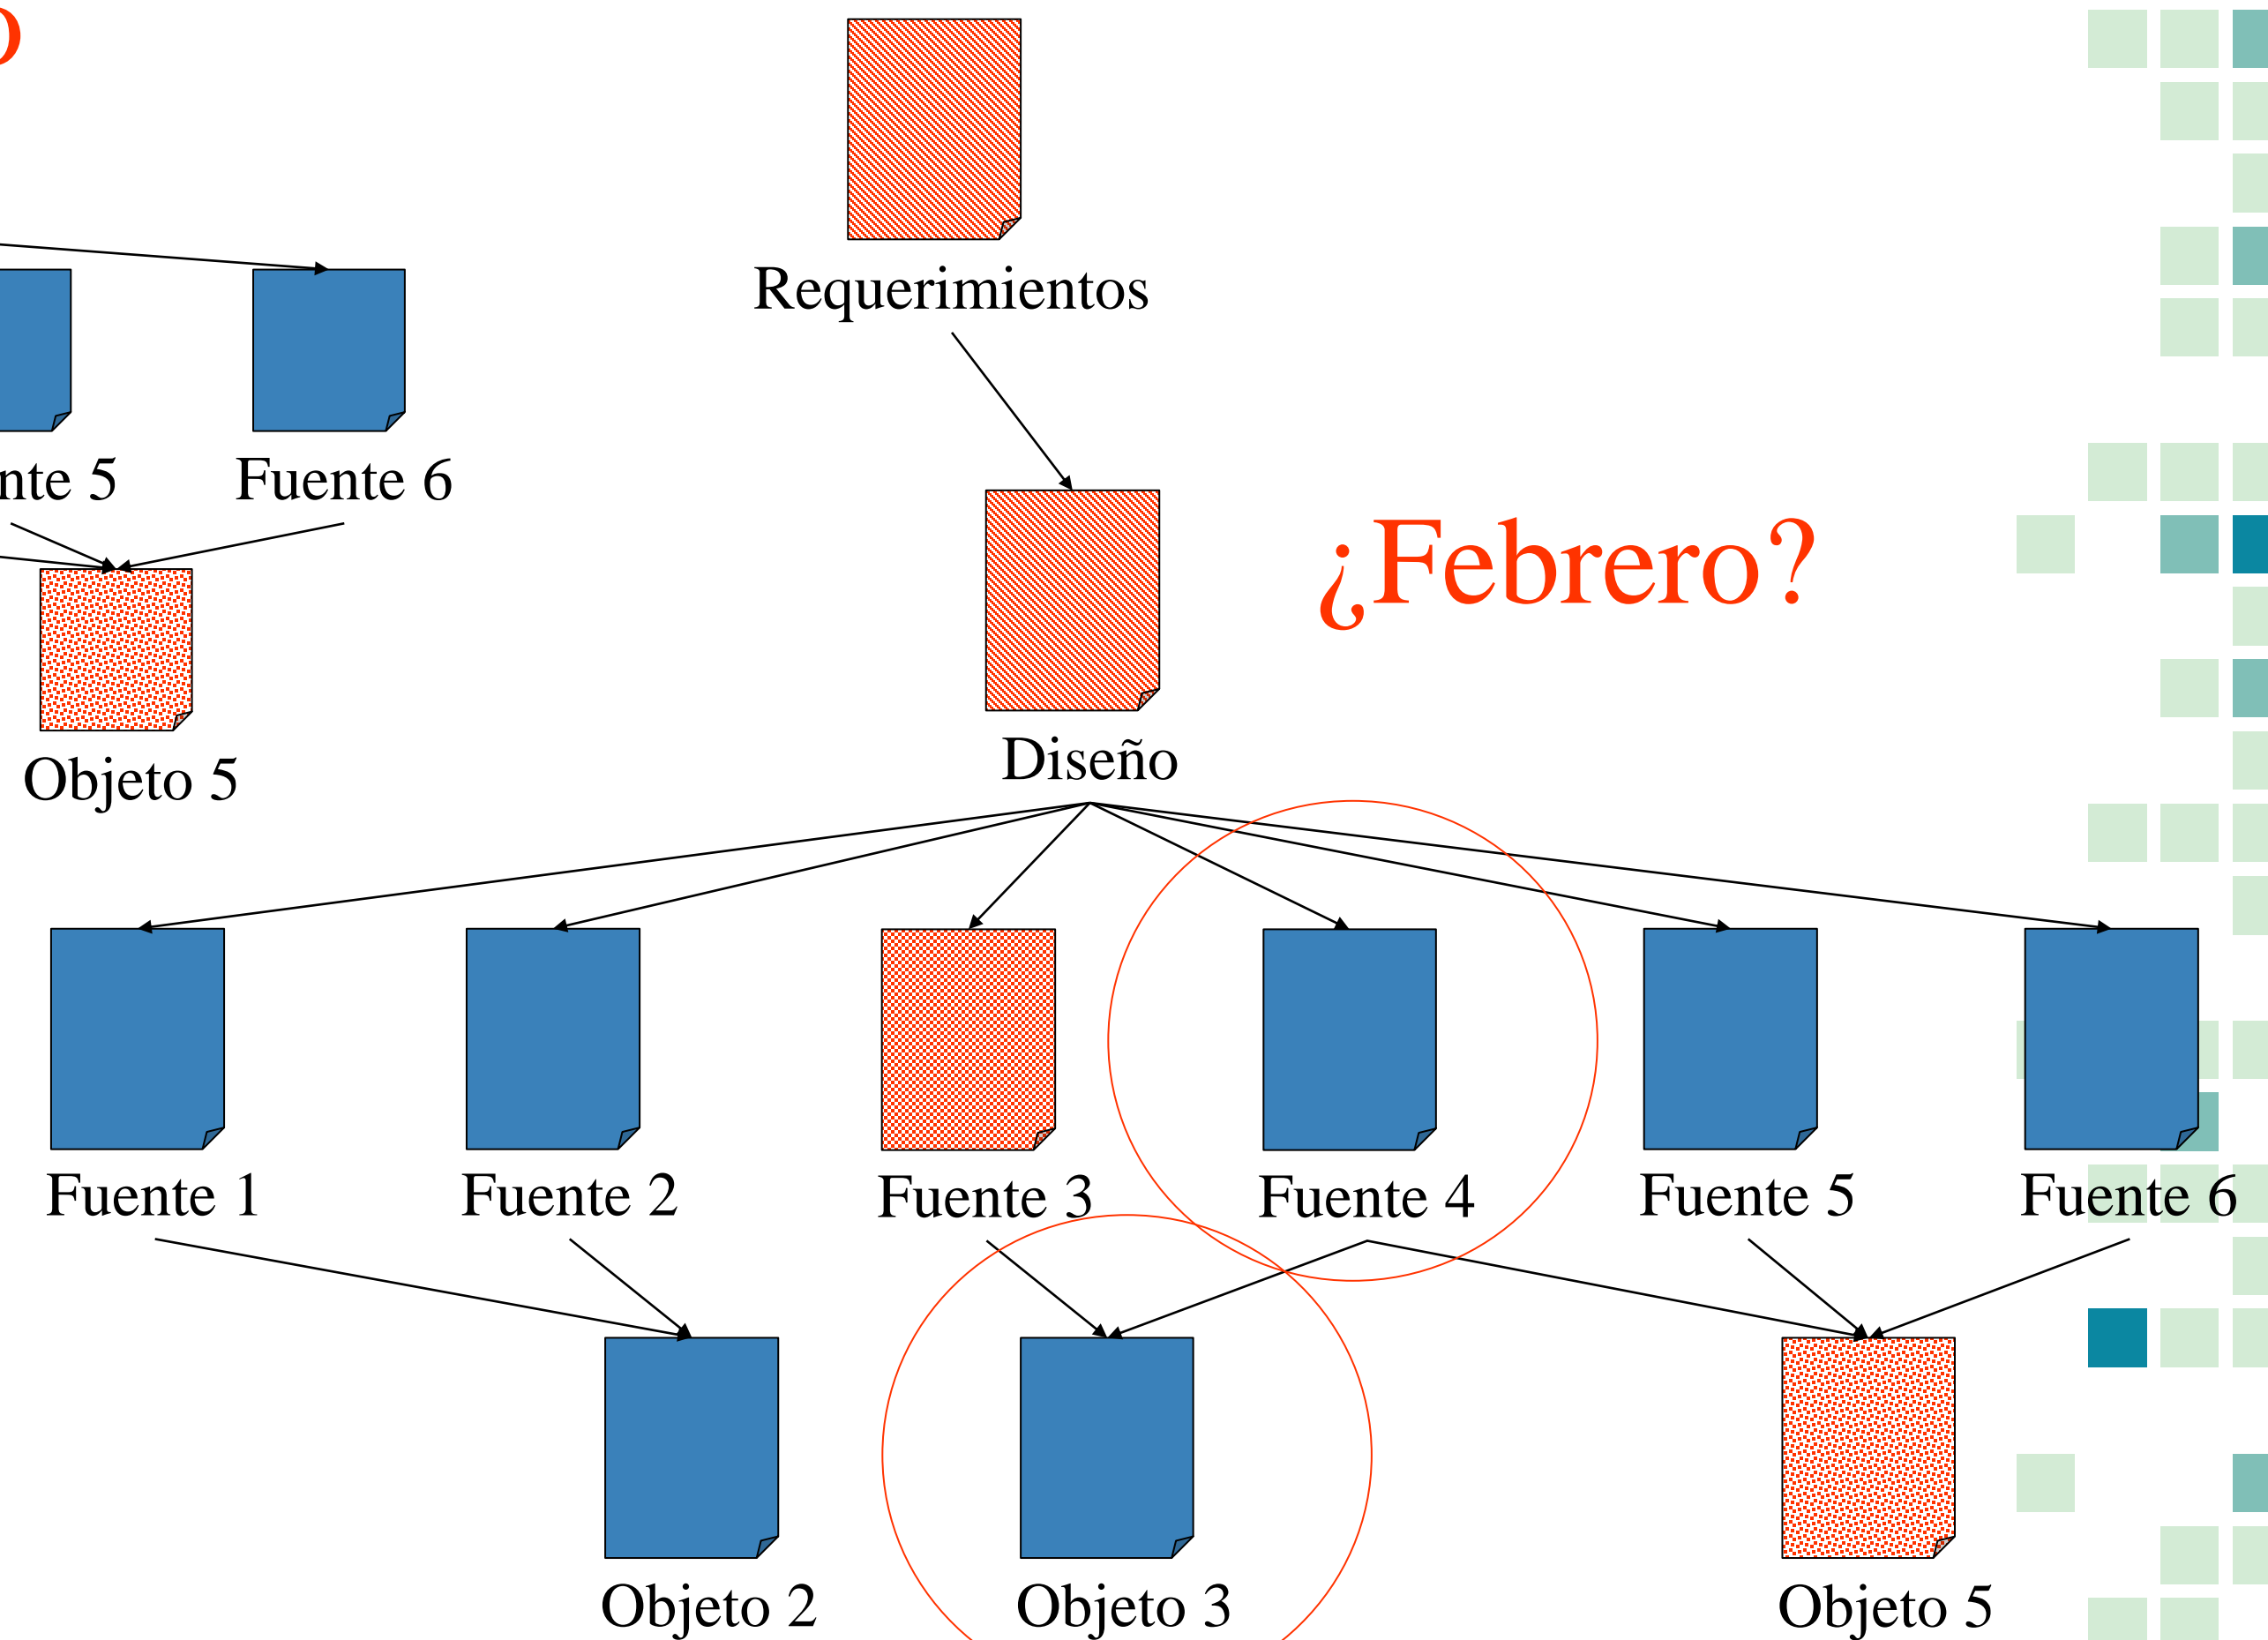 Requerimientos
nte 5
Fuente 6
¿Febrero?
Objeto 5
Diseño
Fuente 1
Fuente 2
Fuente 3
Fuente 4
Fuente 5
Fuente 6
Objeto 2
Objeto 3
Objeto 5